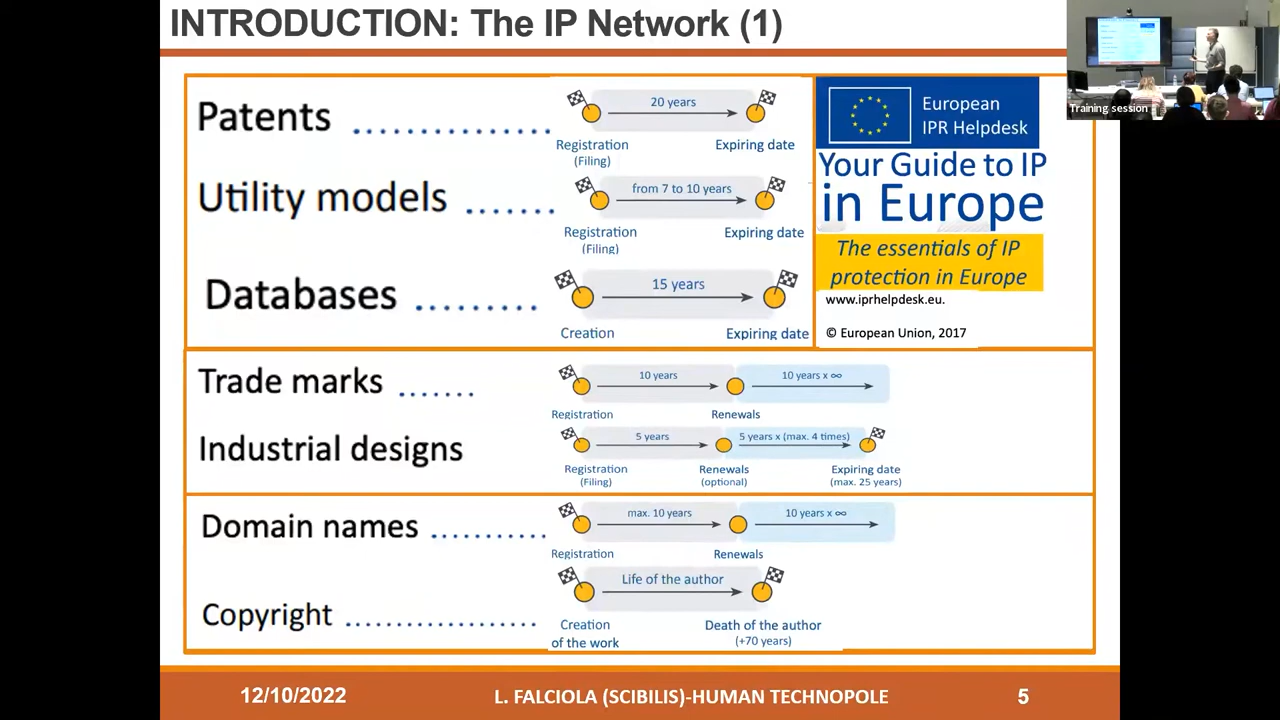 INTRODUCTION: The IP Network (1)
Training session
Patents ....................
20 years
Registration
(Filing)
Expiring date
Utility models .......
from 7 to 10 years
Registration
(Filing)
Expiring date
Databases .........
15 years
Creation
Expiring date
European
IPR Helpdesk
Your Guide to IP
in Europe
The essentials of IP
protection in Europe
www.iprhelpdesk.eu.
© European Union, 2017
Trade marks ......
10 years
10 years x ∞
Registration
Renewals
Industrial designs
5 years
5 years x (max. 4 times)
Registration
(Filing)
Renewals
(optional)
Expiring date
(max. 25 years)
Domain names ...........
max. 10 years
10 years x ∞
Registration
Renewals
Copyright ..................
Life of the author
Creation
of the work
Death of the author
(+70 years)
12/10/2022
L. FALCIOLA (SCIBILIS)-HUMAN TECHNOPOLE
5